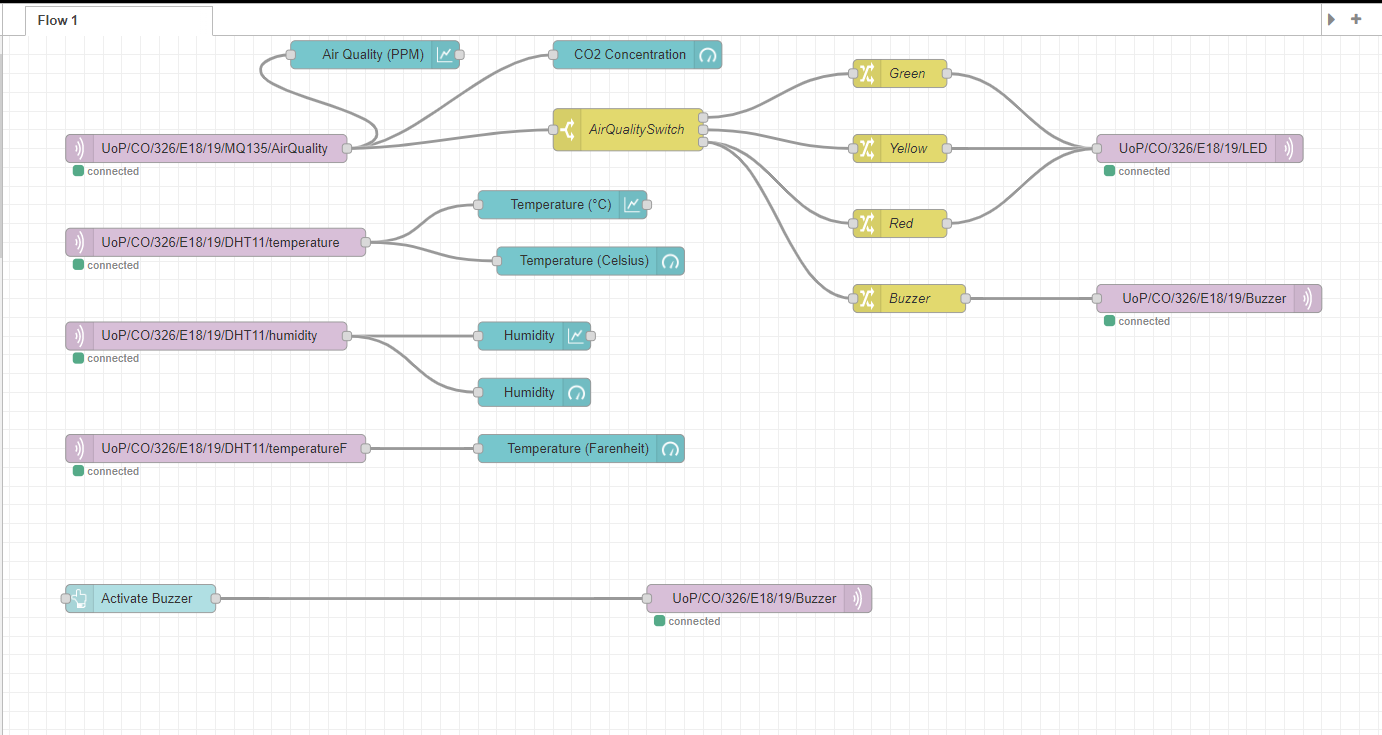 Flow 1
Air Quality (PPM)
CO2 Concentration
Green
AirQualitySwitch
UoP/CO/326/E18/19/MQ135/AirQuality
connected
Yellow
UoP/CO/326/E18/19/LED
connected
Temperature (°C)
Red
UoP/CO/326/E18/19/DHT11/temperature
connected
Temperature (Celsius)
Buzzer
UoP/CO/326/E18/19/Buzzer
connected
UoP/CO/326/E18/19/DHT11/humidity
connected
Humidity
Humidity
UoP/CO/326/E18/19/DHT11/temperatureF
connected
Temperature (Farenheit)
Activate Buzzer
UoP/CO/326/E18/19/Buzzer
connected